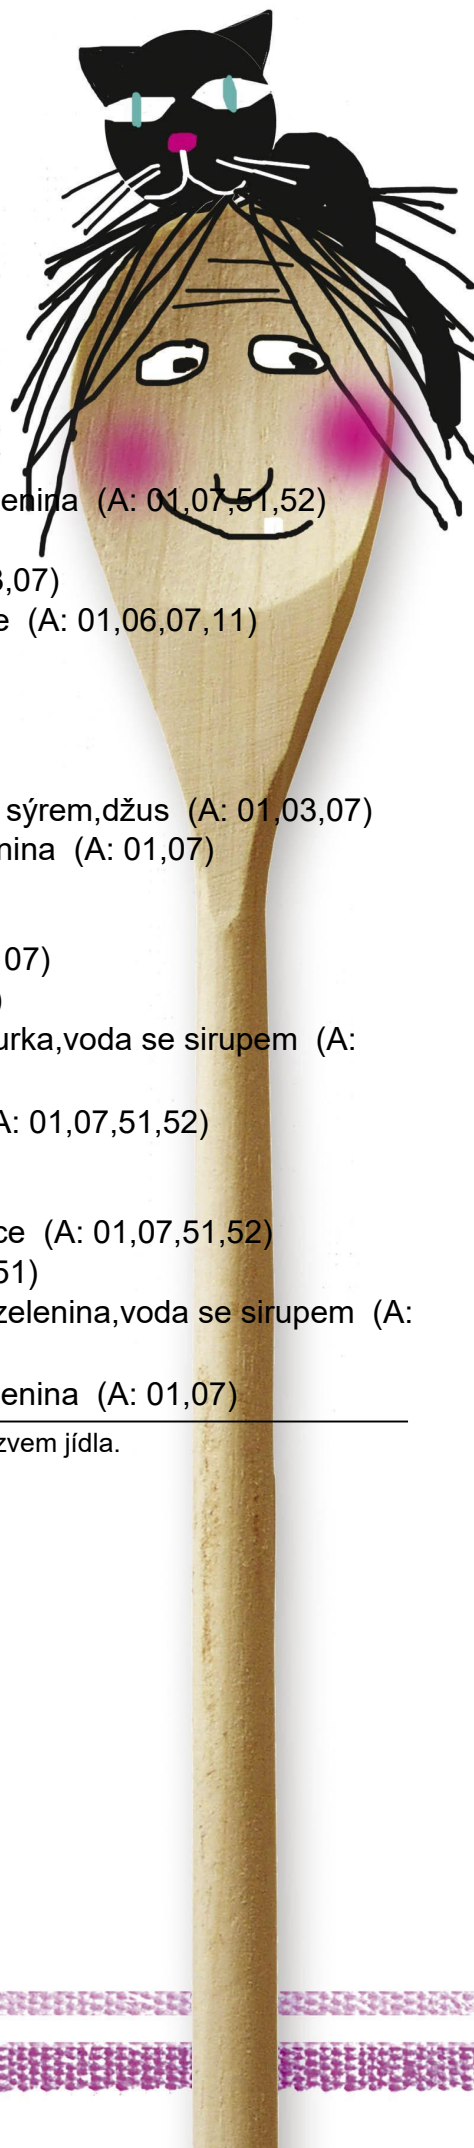 enina (A: 01,07,51,52)
,07)
e (A: 01,06,07,11)
sýrem,džus (A: 01,03,07)
nina (A: 01,07)
07)
)
urka,voda se sirupem (A:
A: 01,07,51,52)
ce (A: 01,07,51,52)
51)
zelenina,voda se sirupem (A:
enina (A: 01,07)
zvem jídla.